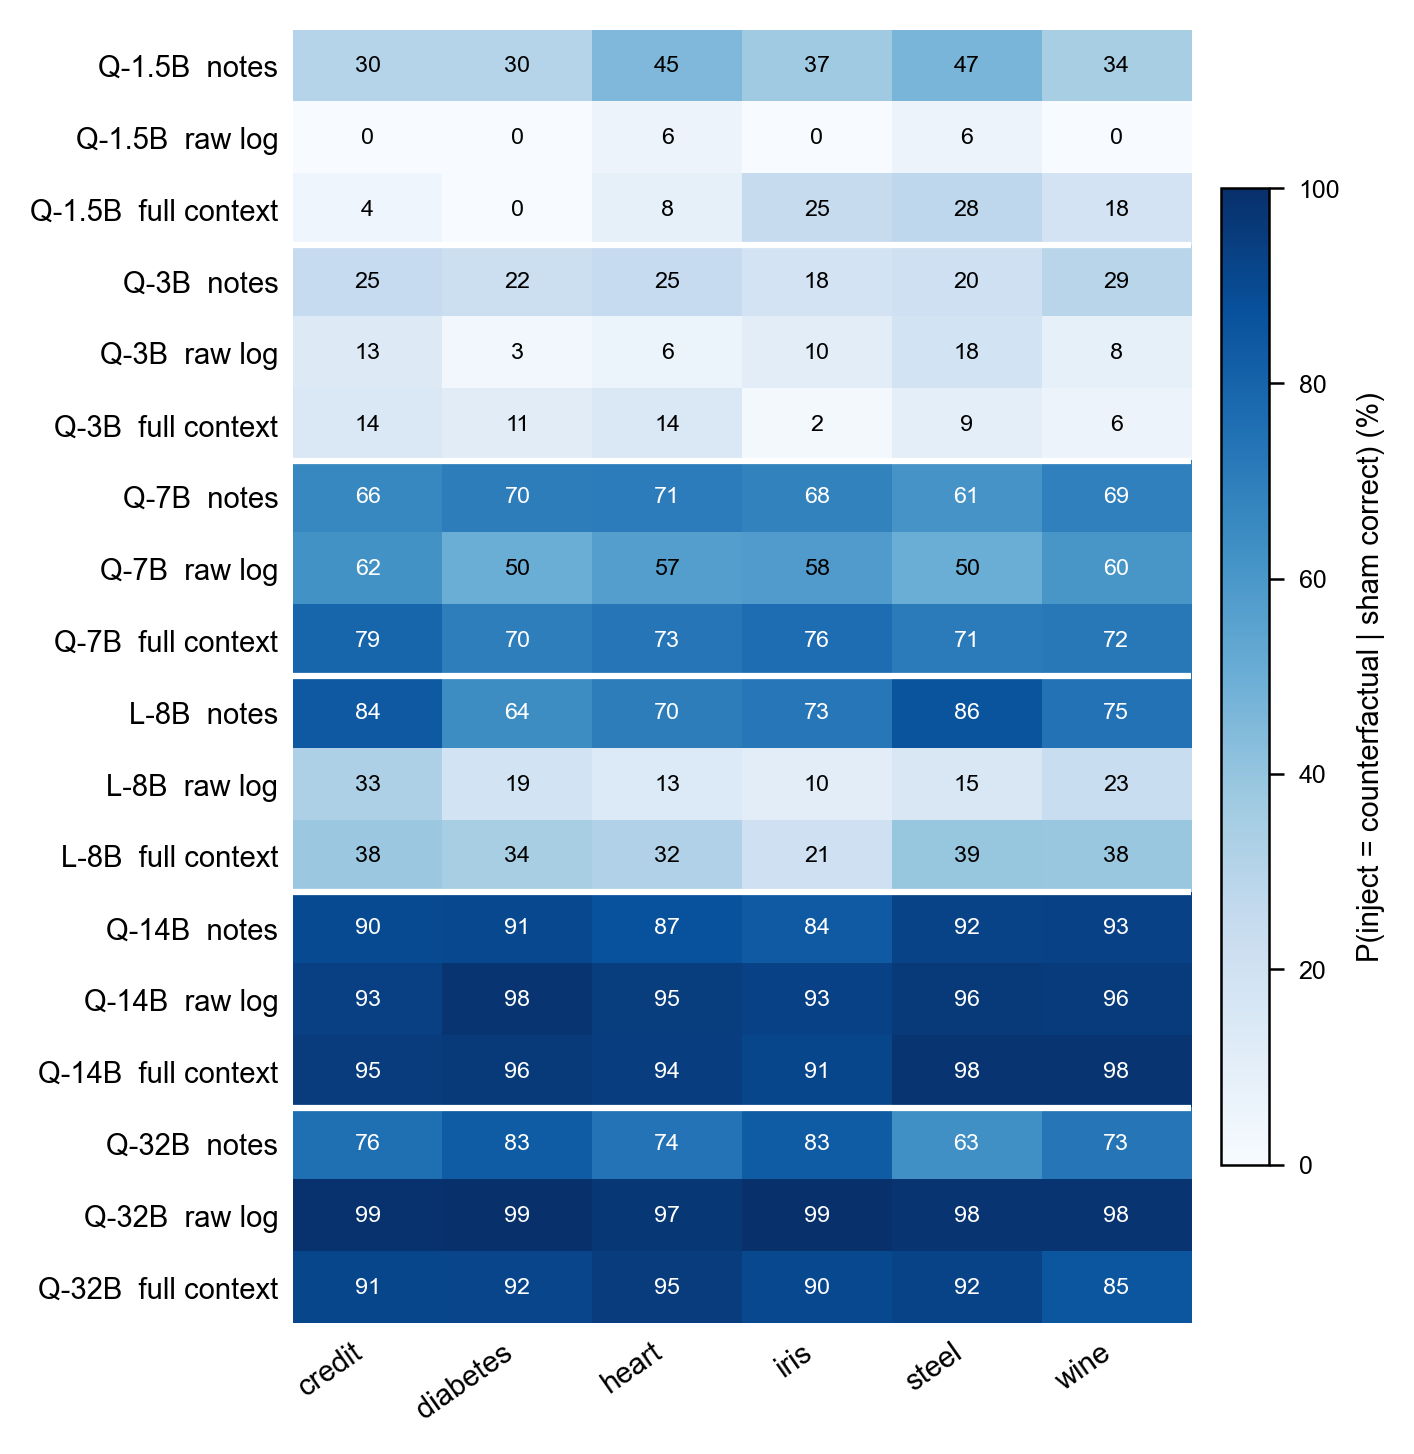 Q-1.5B notes 30 30 45 37 47 34
Q-1.5B raw log 0 0 6 0 6 0
Q-1.5B full context 4 0 8 25 28 18
Q-3B notes 25 22 25 18 20 29
Q-3B raw log 13 3 6 10 18 8
Q-3B full context 14 11 14 2 9 6
Q-7B notes 66 70 71 68 61 69
Q-7B raw log 62 50 57 58 50 60
Q-7B full context 79 70 73 76 71 72
L-8B notes 84 64 70 73 86 75
L-8B raw log 33 19 13 10 15 23
L-8B full context 38 34 32 21 39 38
Q-14B notes 90 91 87 84 92 93
Q-14B raw log 93 98 95 93 96 96
Q-14B full context 95 96 94 91 98 98
Q-32B notes 76 83 74 83 63 73
Q-32B raw log 99 99 97 99 98 98
Q-32B full context 91 92 95 90 92 85
credit diabetes heart iris steel wine
100
80
60
40
20
0
P(inject = counterfactual | sham correct) (%)